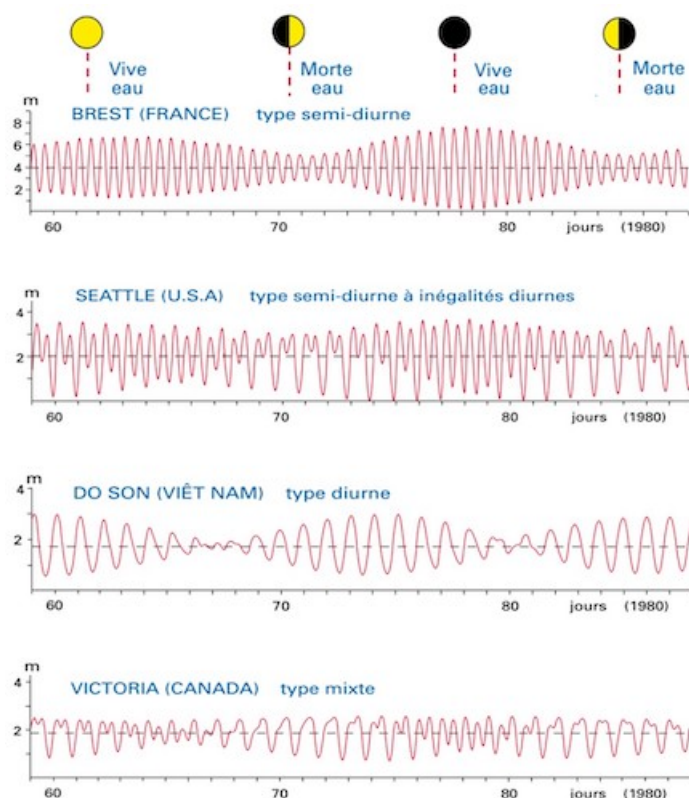 Vive
eau
Morte
eau
Vive
eau
Morte
eau
m
BREST (FRANCE) type semi-diurne
8
6
4
2
60 70 80 jours (1980)
m
SEATTLE (U.S.A) type semi-diurne à inégalités diurnes
4
2
60 70 80 jours (1980)
m
4
DO SON (VIÊT NAM) type diurne
2
60 70 80 jours (1980)
m
4
VICTORIA (CANADA) type mixte
2
60 70 80 jours (1980)